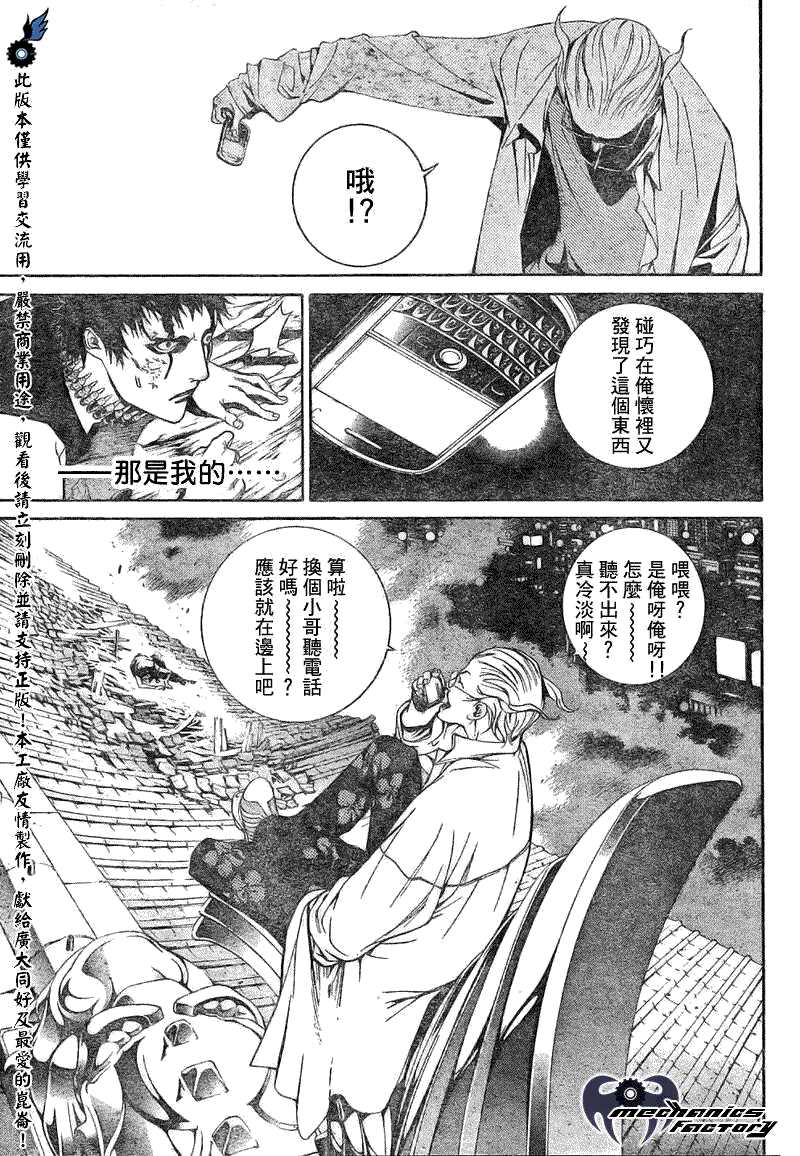 哦
!?
碰巧在俺懷裡又
發現了這個東西
——那是我的……
喂喂?
是俺呀俺呀!!
怎麼~~~~
聽不出來?
真冷淡啊~
算啦~~~~
換個小哥聽電話
好嗎~~~~~?
應該就在邊上吧
此版本僅供學習交流用，嚴禁商業用途，觀看後請立刻刪除並請支持正版！本工廠友情製作，獻給廣大同好及最愛的崑崙！
mechanics
Factory